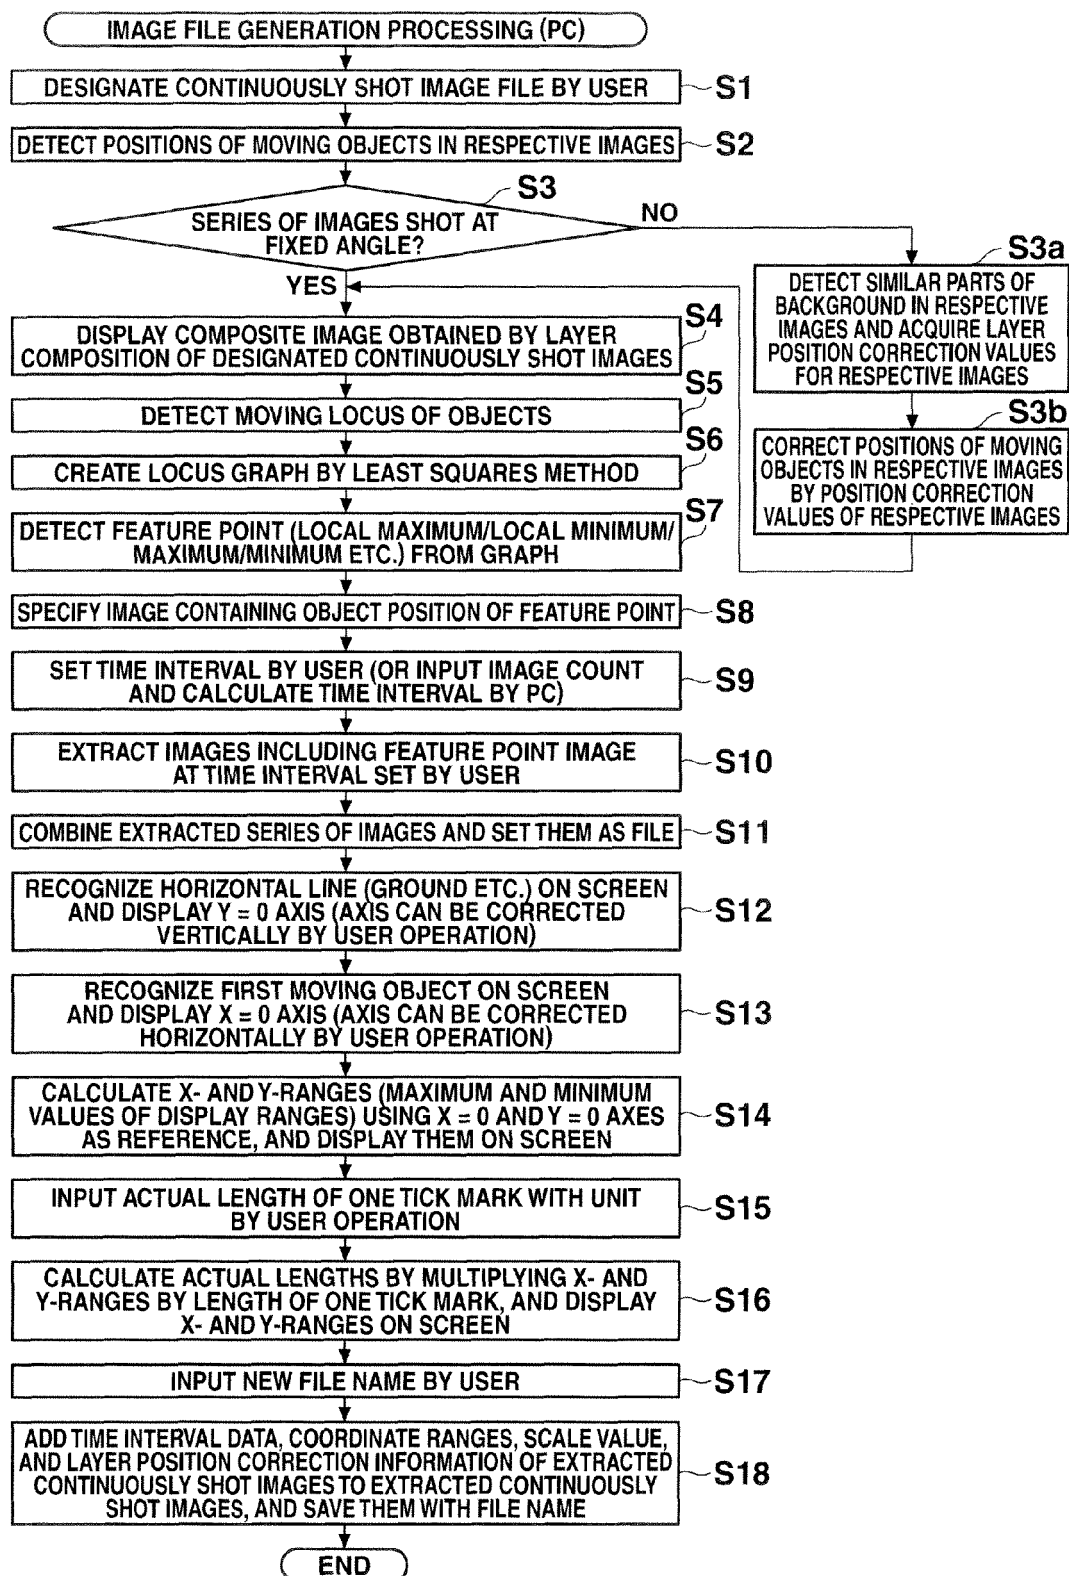 IMAGE FILE GENERATION PROCESSING (PC)
DESIGNATE CONTINUOUSLY SHOT IMAGE FILE BY USER
S1
DETECT POSITIONS OF MOVING OBJECTS IN RESPECTIVE IMAGES
S2
S3
SERIES OF IMAGES SHOT AT
FIXED ANGLE?
NO
YES
S3a
DETECT SIMILAR PARTS OF
BACKGROUND IN RESPECTIVE
IMAGES AND ACQUIRE LAYER
POSITION CORRECTION VALUES
FOR RESPECTIVE IMAGES
S3b
CORRECT POSITIONS OF MOVING
OBJECTS IN RESPECTIVE IMAGES
BY POSITION CORRECTION
VALUES OF RESPECTIVE IMAGES
S4
DISPLAY COMPOSITE IMAGE OBTAINED BY LAYER
COMPOSITION OF DESIGNATED CONTINUOUSLY SHOT IMAGES
S5
DETECT MOVING LOCUS OF OBJECTS
S6
CREATE LOCUS GRAPH BY LEAST SQUARES METHOD
S7
DETECT FEATURE POINT (LOCAL MAXIMUM/LOCAL MINIMUM/
MAXIMUM/MINIMUM ETC.) FROM GRAPH
SPECIFY IMAGE CONTAINING OBJECT POSITION OF FEATURE POINT
S8
SET TIME INTERVAL BY USER (OR INPUT IMAGE COUNT
AND CALCULATE TIME INTERVAL BY PC)
S9
EXTRACT IMAGES INCLUDING FEATURE POINT IMAGE
AT TIME INTERVAL SET BY USER
S10
COMBINE EXTRACTED SERIES OF IMAGES AND SET THEM AS FILE
S11
RECOGNIZE HORIZONTAL LINE (GROUND ETC.) ON SCREEN
AND DISPLAY Y = 0 AXIS (AXIS CAN BE CORRECTED
VERTICALLY BY USER OPERATION)
S12
RECOGNIZE FIRST MOVING OBJECT ON SCREEN
AND DISPLAY X = 0 AXIS (AXIS CAN BE CORRECTED
HORIZONTALLY BY USER OPERATION)
S13
CALCULATE X- AND Y-RANGES (MAXIMUM AND MINIMUM
VALUES OF DISPLAY RANGES) USING X = 0 AND Y = 0 AXES
AS REFERENCE, AND DISPLAY THEM ON SCREEN
S14
INPUT ACTUAL LENGTH OF ONE TICK MARK WITH UNIT
BY USER OPERATION
S15
CALCULATE ACTUAL LENGTHS BY MULTIPLYING X- AND
Y-RANGES BY LENGTH OF ONE TICK MARK, AND DISPLAY
X- AND Y-RANGES ON SCREEN
S16
INPUT NEW FILE NAME BY USER
S17
ADD TIME INTERVAL DATA, COORDINATE RANGES, SCALE VALUE,
AND LAYER POSITION CORRECTION INFORMATION OF EXTRACTED
CONTINUOUSLY SHOT IMAGES TO EXTRACTED CONTINUOUSLY
SHOT IMAGES, AND SAVE THEM WITH FILE NAME
S18
END